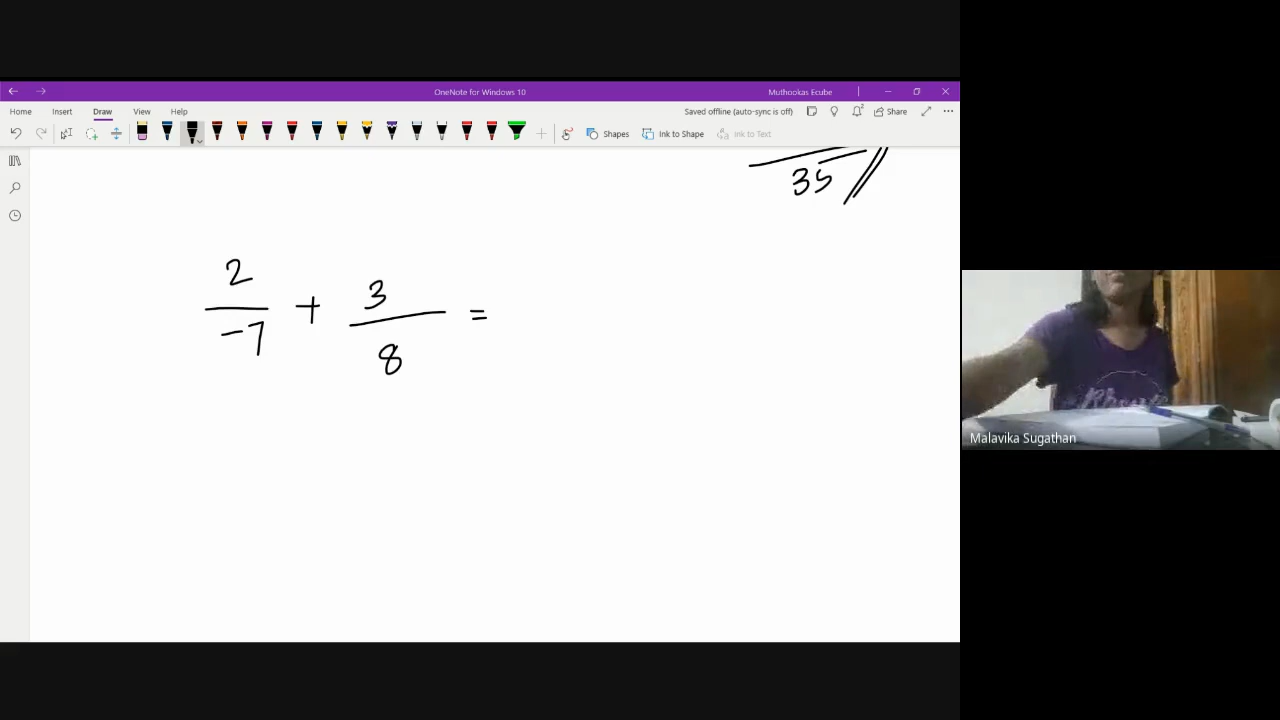 OneNote for Windows 10
Muthookas Ecube
Home Insert Draw View Help
Saved offline (auto-sync is off)
Share
Shapes
Ink to Shape
Ink to Text
35
2/-7 + 3/8 =
Malavika Sugathan